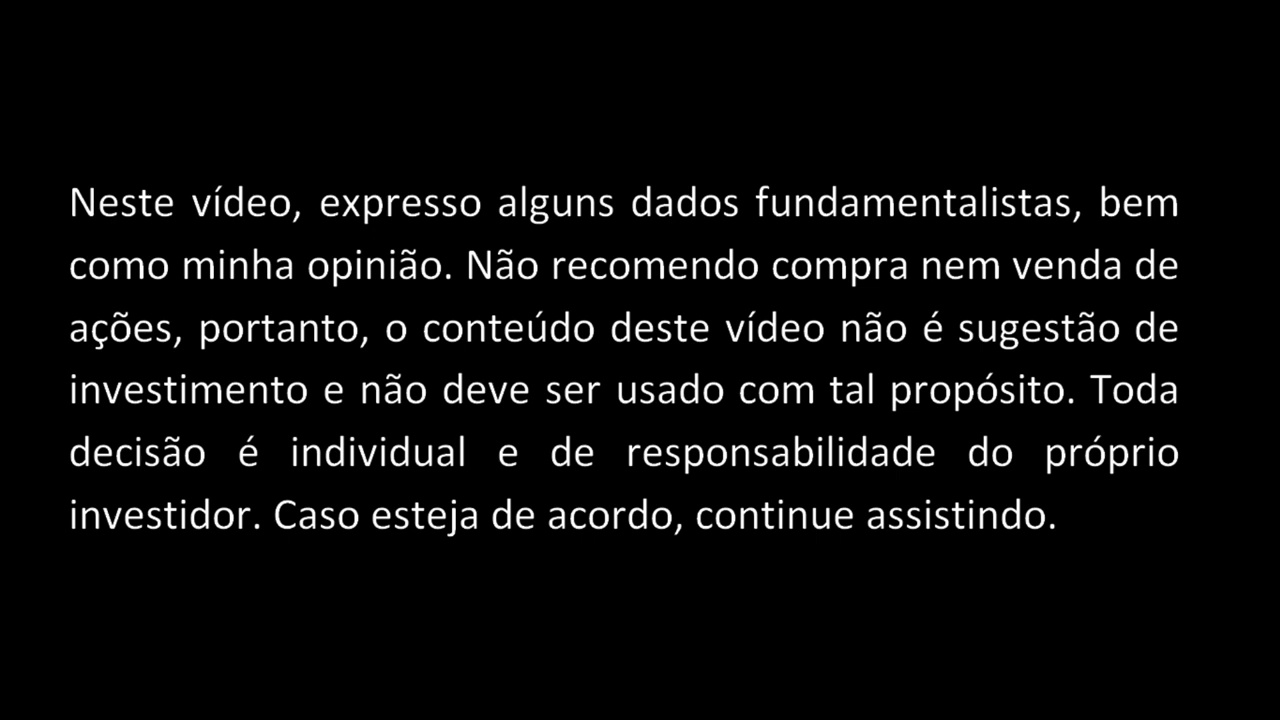 Neste vídeo, expresso alguns dados fundamentalistas, bem
como minha opinião. Não recomendo compra nem venda de
ações, portanto, o conteúdo deste vídeo não é sugestão de
investimento e não deve ser usado com tal propósito. Toda
decisão é individual e de responsabilidade do próprio
investidor. Caso esteja de acordo, continue assistindo.